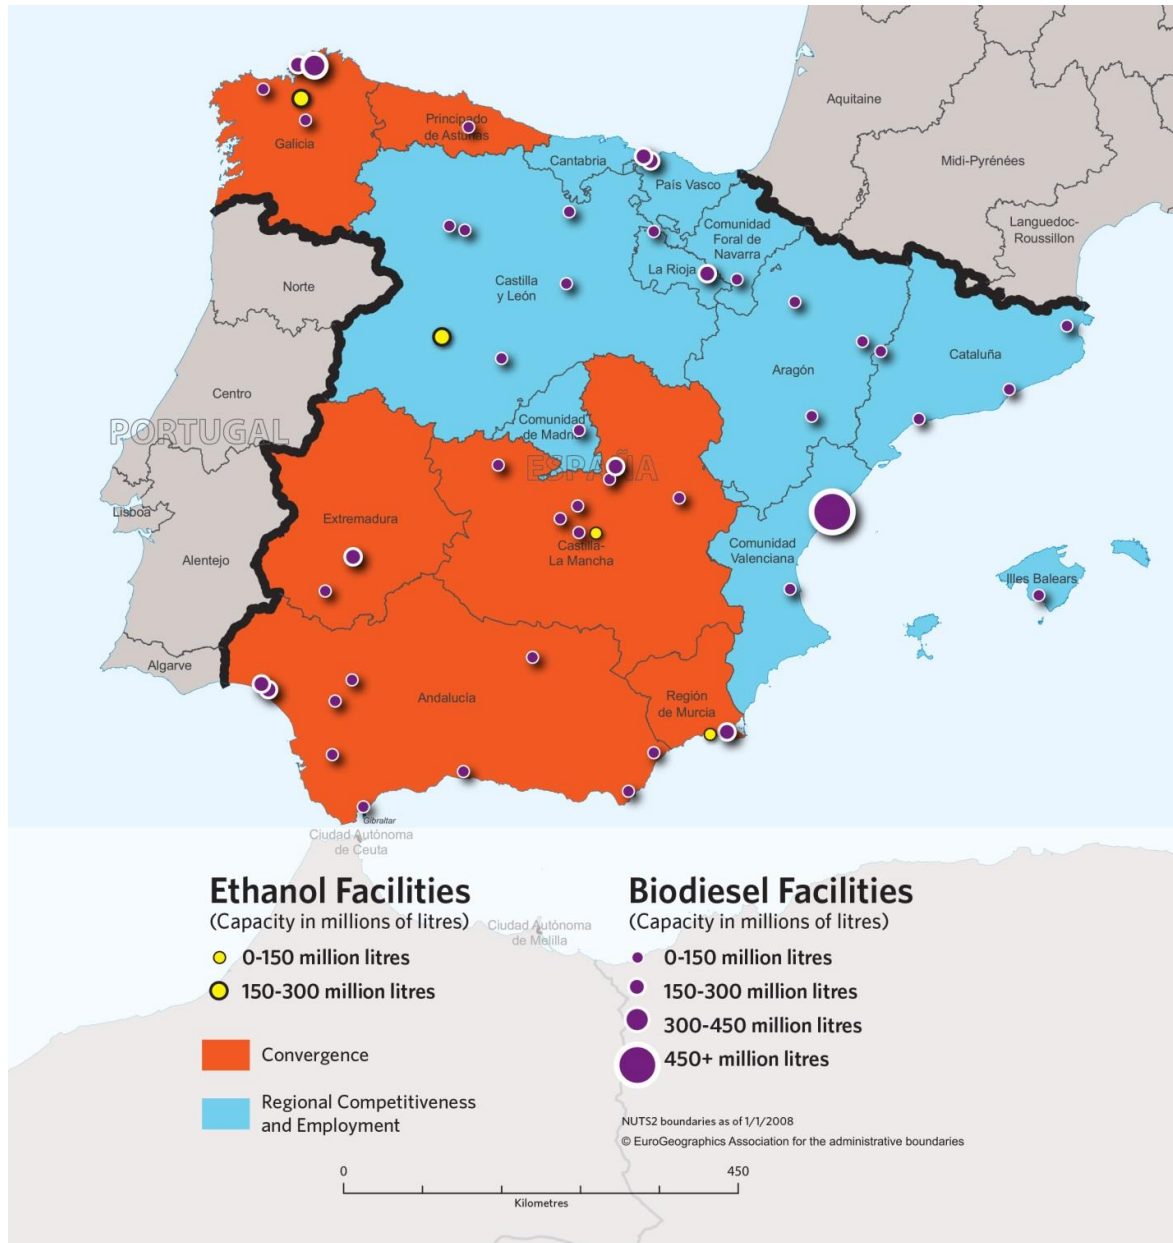 Aquitaine
Midi-Pyrénées
Languedoc-
Roussillon
Principado
de Asturias
Galicia
Cantabria
País Vasco
Comunidad
Foral de
Navarra
La Rioja
Castilla
y León
Norte
Cataluña
Aragón
Centro
PORTUGAL
Comunidad
de Madrid
ESPAÑA
Lisboa
Extremadura
Alentejo
Castilla-
La Mancha
Comunidad
Valenciana
Illes Balears
Algarve
Andalucía
Región
de Murcia
Gibraltar
Ciudad Autónoma
de Ceuta
Ciudad Autónoma
de Melilla
Ethanol Facilities
(Capacity in millions of litres)
0-150 million litres
150-300 million litres
Convergence
Regional Competitiveness
and Employment
Biodiesel Facilities
(Capacity in millions of litres)
0-150 million litres
150-300 million litres
300-450 million litres
450+ million litres
NUTS2 boundaries as of 1/1/2008
© EuroGeographics Association for the administrative boundaries
0 450
Kilometres